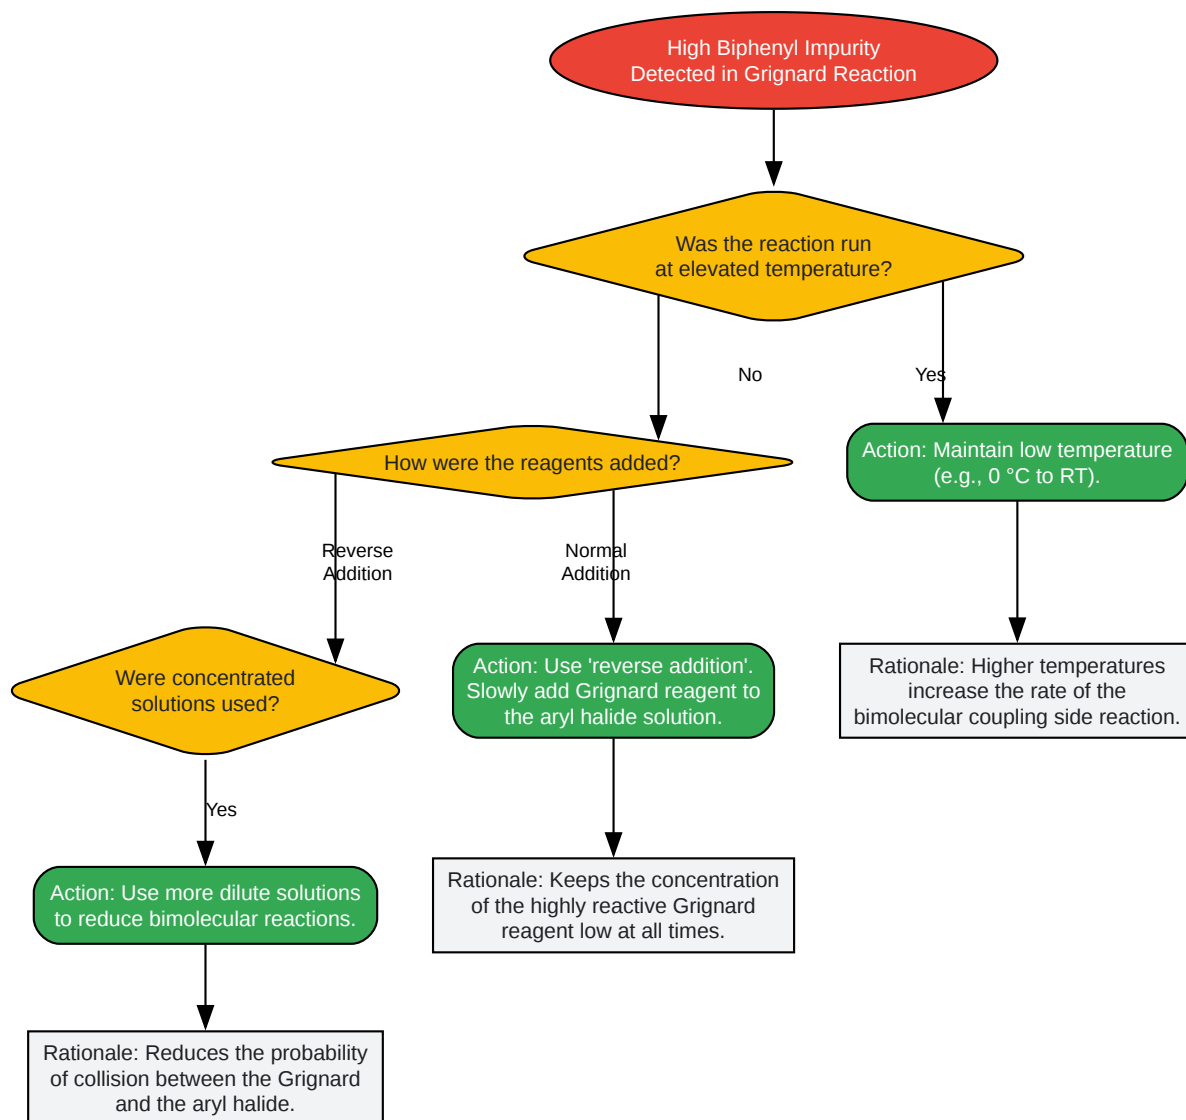 High Biphenyl Impurity
Detected in Grignard Reaction
Was the reaction run
at elevated temperature?
No
Yes
How were the reagents added?
Action: Maintain low temperature
(e.g., 0 °C to RT).
Reverse
Addition
Normal
Addition
Were concentrated
solutions used?
Action: Use 'reverse addition'.
Slowly add Grignard reagent to
the aryl halide solution.
Rationale: Higher temperatures
increase the rate of the
bimolecular coupling side reaction.
Yes
Action: Use more dilute solutions
to reduce bimolecular reactions.
Rationale: Keeps the concentration
of the highly reactive Grignard
reagent low at all times.
Rationale: Reduces the probability
of collision between the Grignard
and the aryl halide.